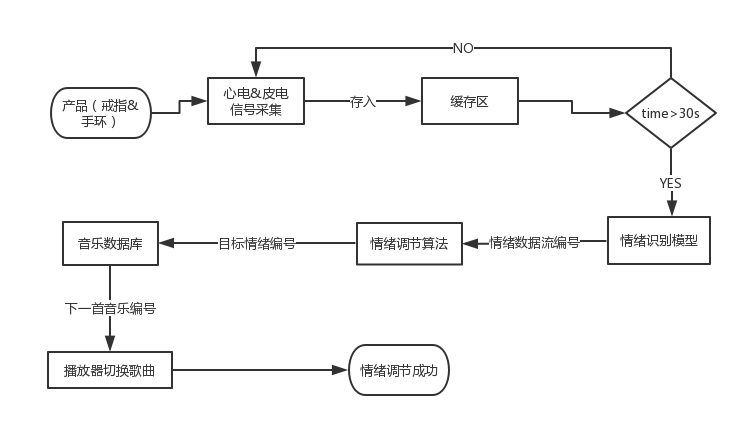 NO
产品（戒指&
手环）
心电&皮电
信号采集
存入
缓存区
time>30s
YES
音乐数据库
目标情绪编号
情绪调节算法
情绪数据流编号
情绪识别模型
下一首音乐编号
播放器切换歌曲
情绪调节成功